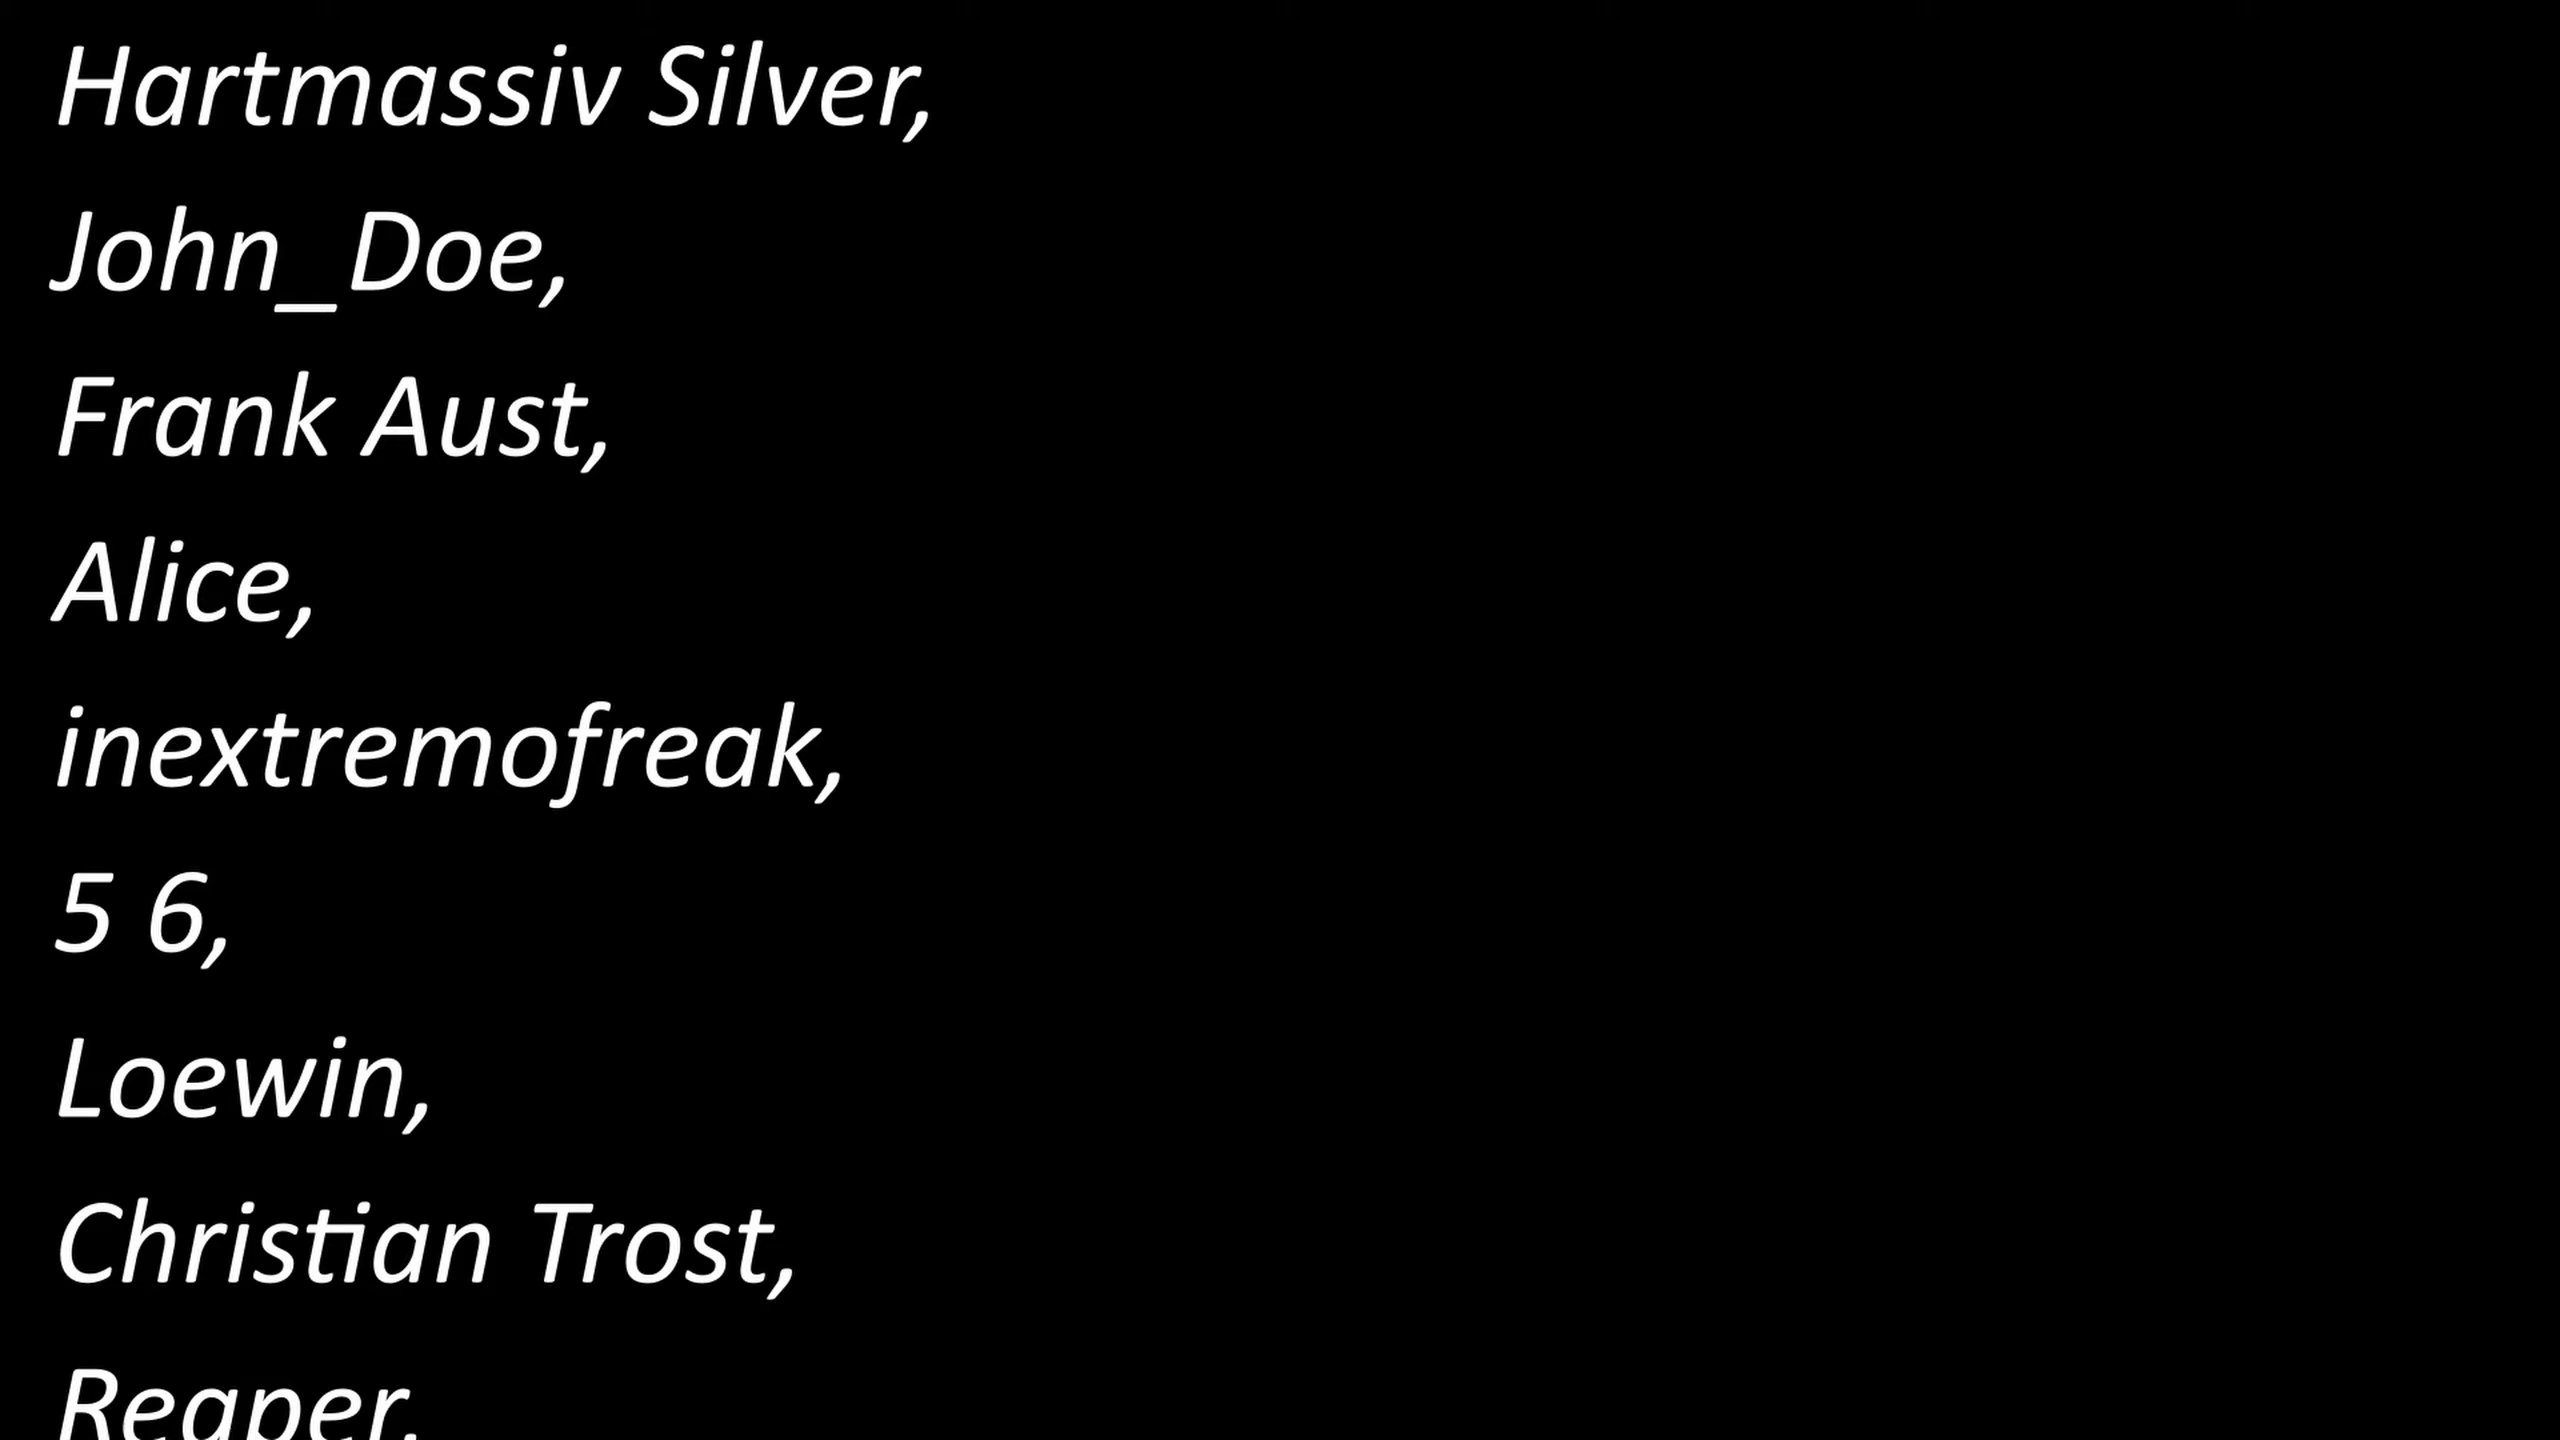 Hartmassiv Silver,
John_Doe,
Frank Aust,
Alice,
inextremofreak,
5 6,
Loewin,
Christian Trost,
Reaper,